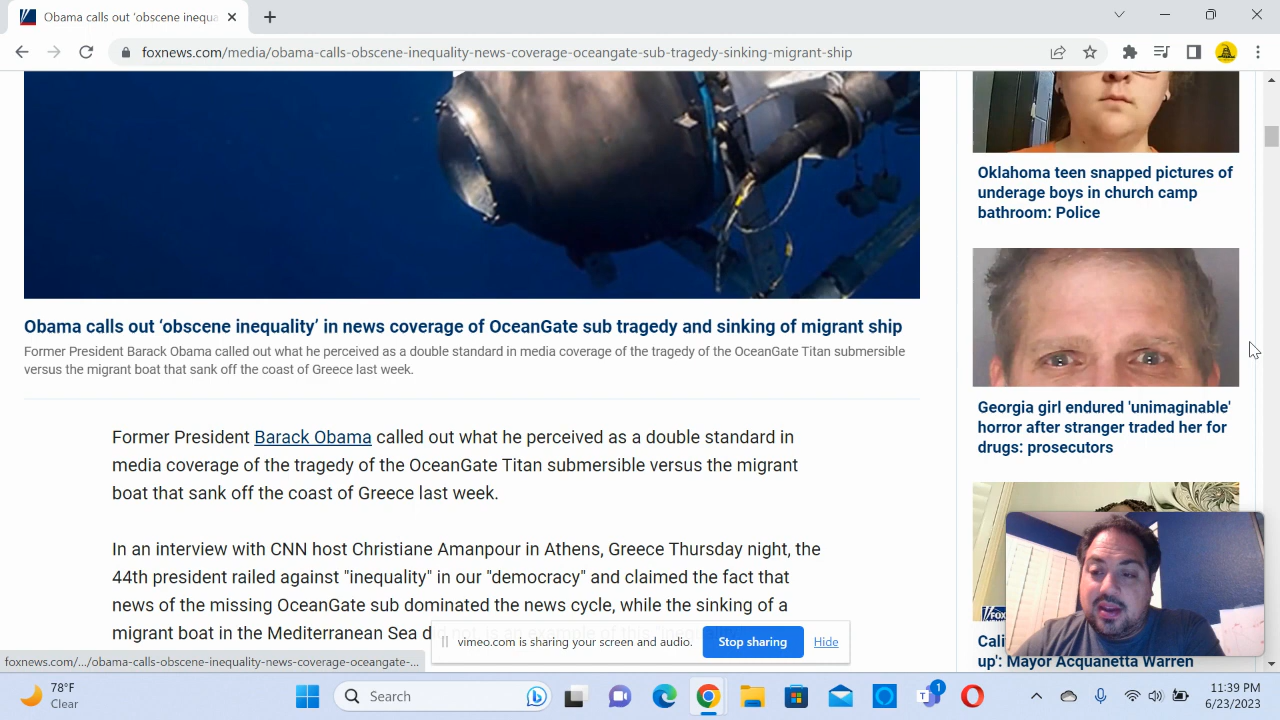 Obama calls out 'obscene inequa
foxnews.com/media/obama-calls-obscene-inequality-news-coverage-oceangate-sub-tragedy-sinking-migrant-ship
Oklahoma teen snapped pictures of
underage boys in church camp
bathroom: Police
Obama calls out ‘obscene inequality’ in news coverage of OceanGate sub tragedy and sinking of migrant ship
Former President Barack Obama called out what he perceived as a double standard in media coverage of the tragedy of the OceanGate Titan submersible
versus the migrant boat that sank off the coast of Greece last week.
Georgia girl endured 'unimaginable'
horror after stranger traded her for
drugs: prosecutors
Former President Barack Obama called out what he perceived as a double standard in
media coverage of the tragedy of the OceanGate Titan submersible versus the migrant
boat that sank off the coast of Greece last week.
In an interview with CNN host Christiane Amanpour in Athens, Greece Thursday night, the
44th president railed against "inequality" in our "democracy" and claimed the fact that
news of the missing OceanGate sub dominated the news cycle, while the sinking of a
migrant boat in the Mediterranean Sea d
vimeo.com is sharing your screen and audio.
Stop sharing
Hide
Fox
Cali
up': Mayor Acquanetta Warren
foxnews.com/.../obama-calls-obscene-inequality-news-coverage-oceangate-...
78°F
Clear
Search
1
11:39 PM
6/23/2023